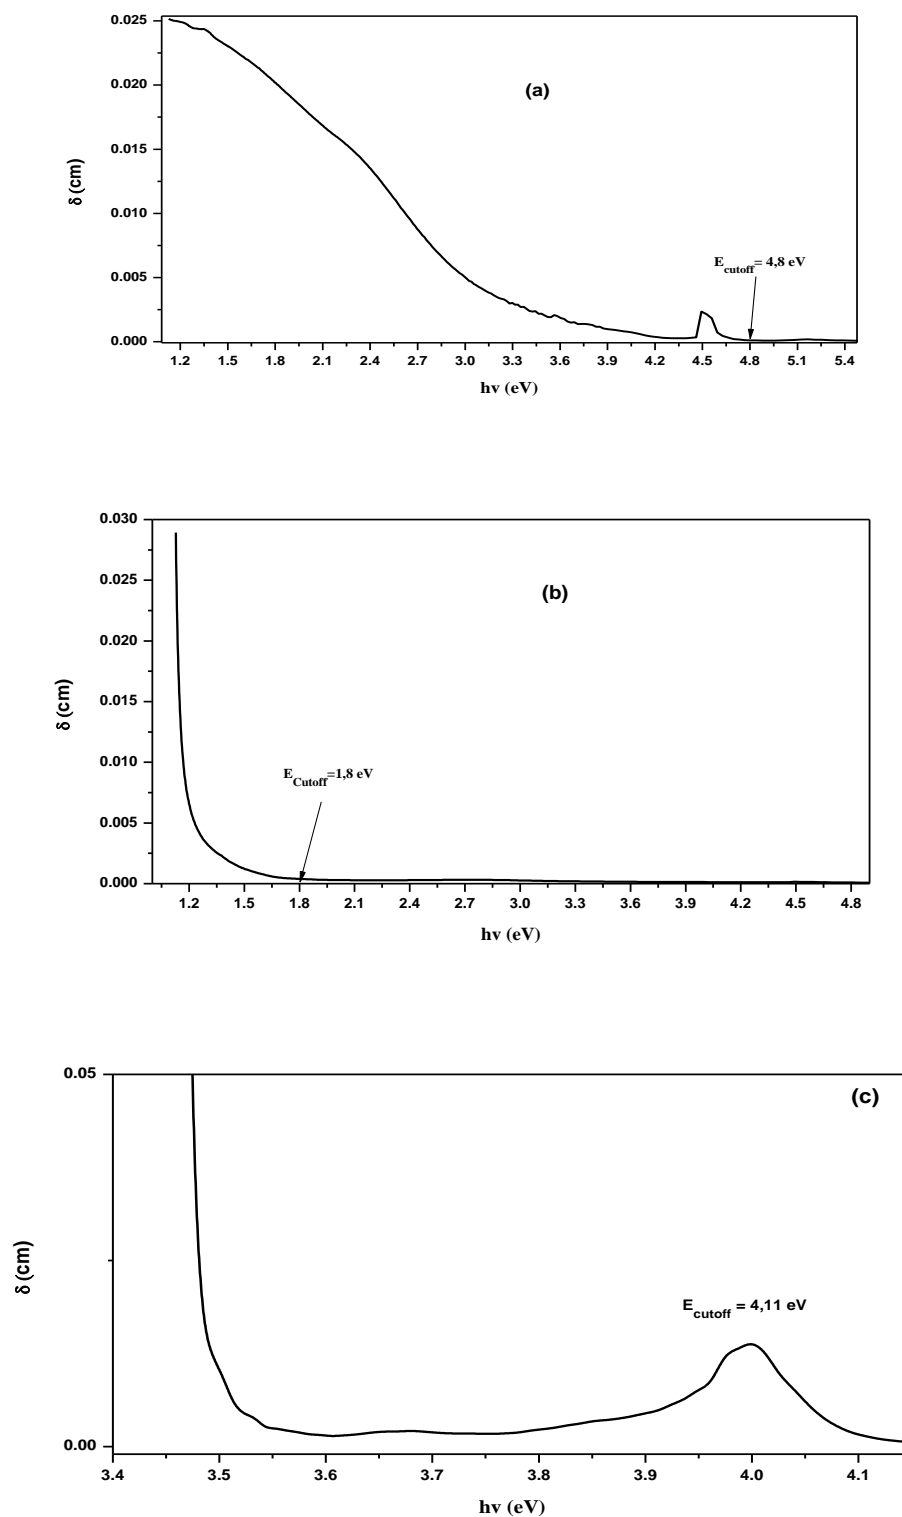 0.025
0.020
(a)
0.015
δ (cm)
0.010
Ecutoff= 4,8 eV
0.005
0.000
1.2 1.5 1.8 2.1 2.4 2.7 3.0 3.3 3.6 3.9 4.2 4.5 4.8 5.1 5.4
hν (eV)
0.030
0.025
(b)
0.020
0.015
δ (cm)
0.010
ECutoff=1,8 eV
0.005
0.000
1.2 1.5 1.8 2.1 2.4 2.7 3.0 3.3 3.6 3.9 4.2 4.5 4.8
hν (eV)
0.05
(c)
δ (cm)
Ecutoff = 4,11 eV
0.00
3.4 3.5 3.6 3.7 3.8 3.9 4.0 4.1
hν (eV)